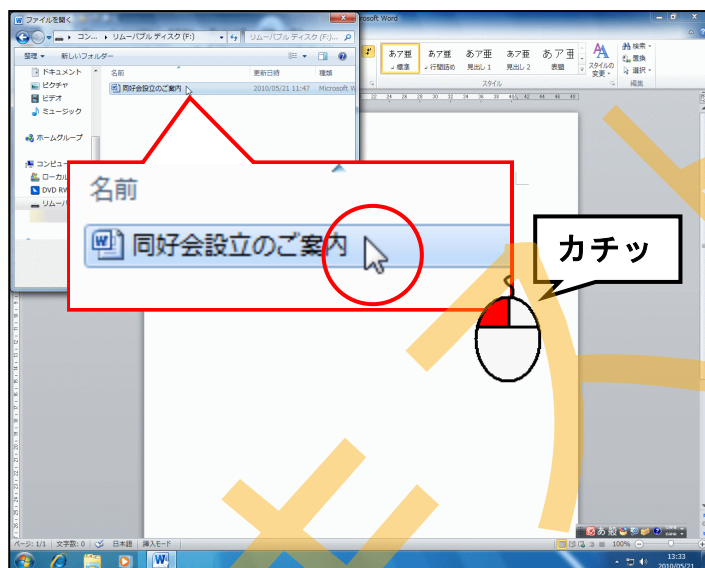 ファイルを開く
rosoft Word
コン... ▸ リムーバブル ディスク (F:)
リムーバブル ディスク (F:)...
整理 新しいフォルダー
ドキュメント
ピクチャ
ビデオ
ミュージック
ホームグループ
コンピュー
ローカル
DVD RW
リムーバ
名前 更新日時 種類
同好会設立のご案内 2010/05/21 11:47 Microsoft W
あア亜 あア亜 あア亜 あア亜 あア亜
標準 行間詰め 見出し 1 見出し 2 表題
スタイルの
変更
スタイル
検索
置換
選択
編集
名前
同好会設立のご案内
カチッ
ページ: 1/1 文字数: 0 日本語 挿入モード
あ 般
CAPS
KANA
100%
13:33
2010/05/21